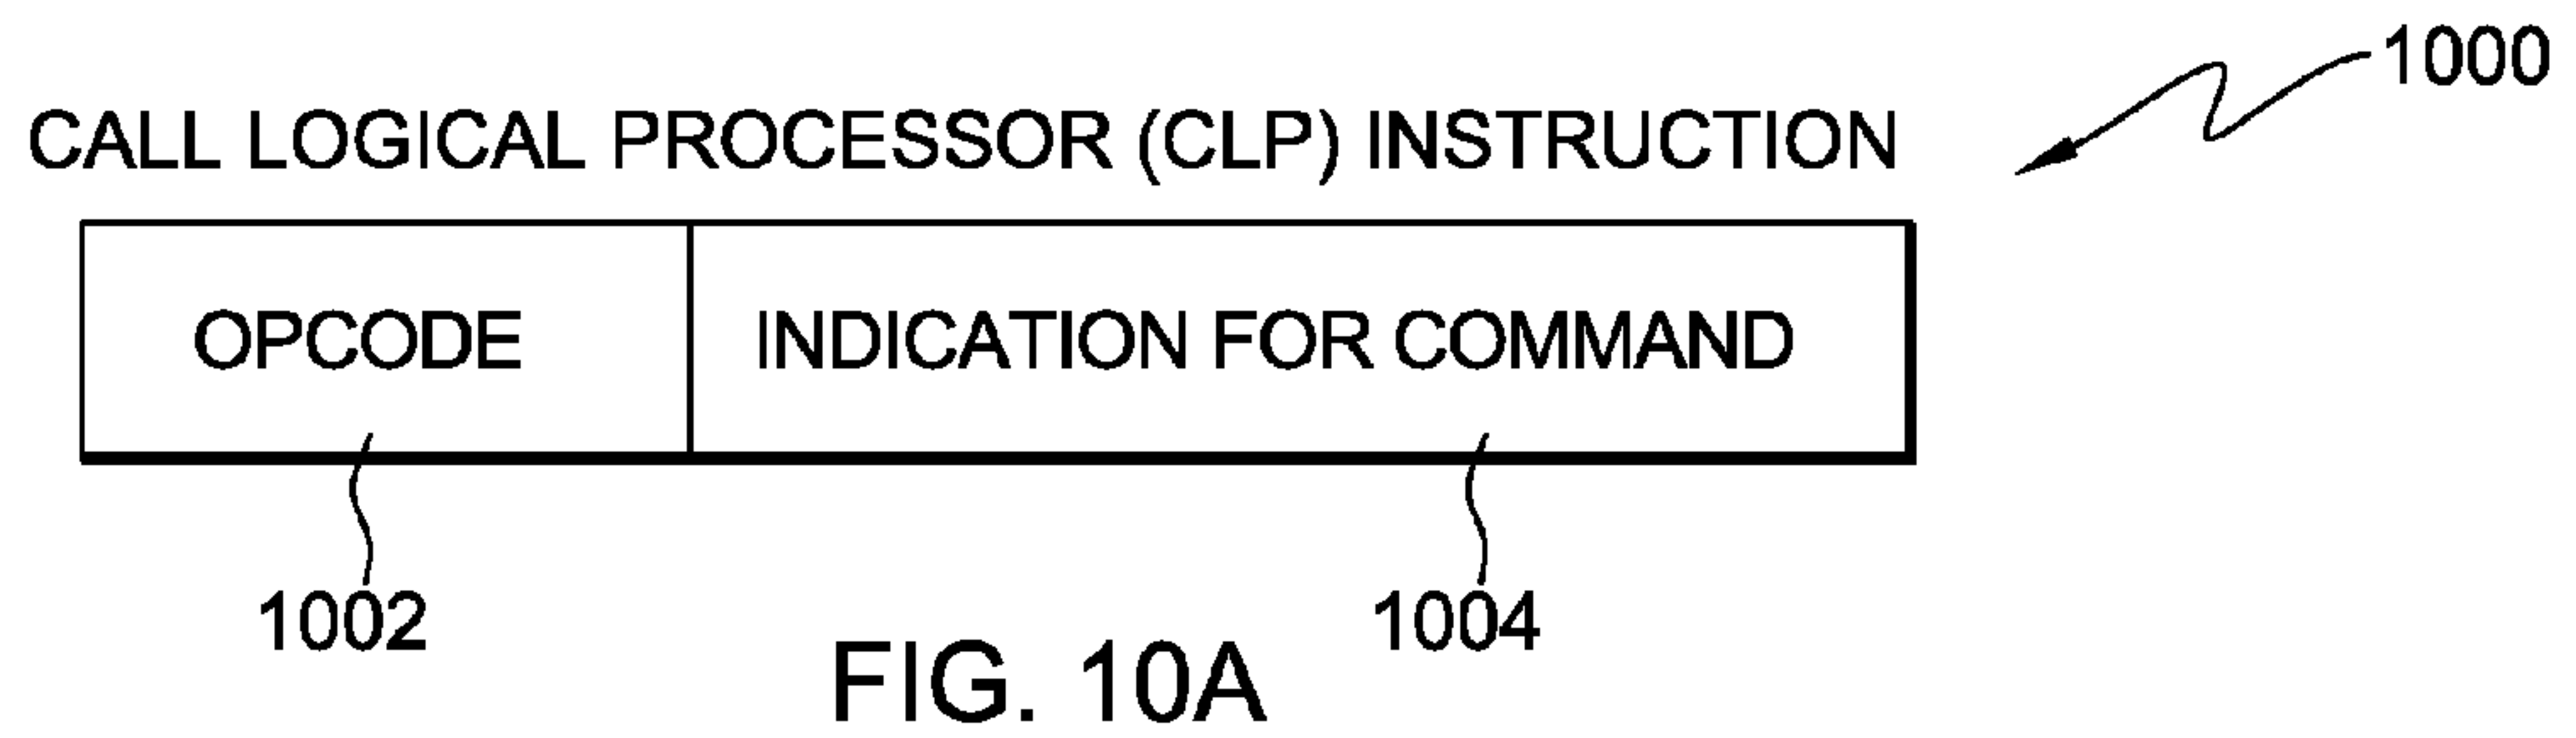 1000
CALL LOGICAL PROCESSOR (CLP) INSTRUCTION
OPCODE
INDICATION FOR COMMAND
1002
1004
FIG. 10A